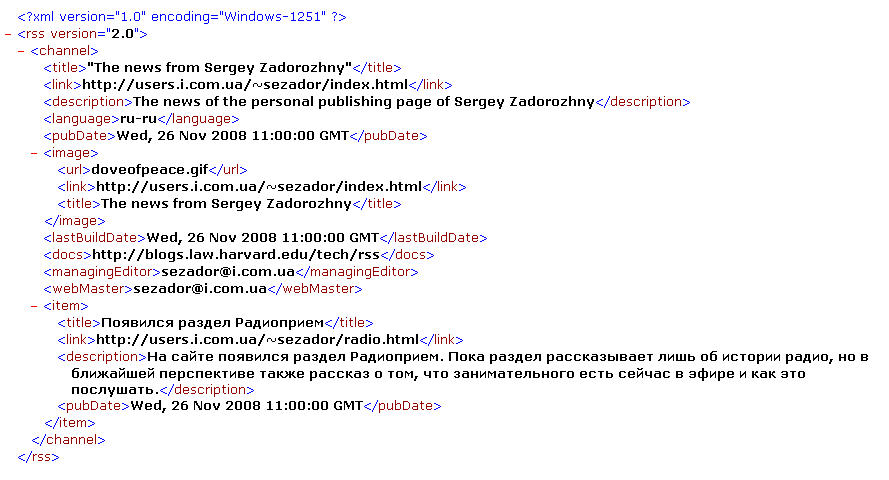 <?xml version="1.0" encoding="Windows-1251" ?>
– <rss version="2.0">
– <channel>
<title>"The news from Sergey Zadorozhny"</title>
<link>http://users.i.com.ua/~sezador/index.html</link>
<description>The news of the personal publishing page of Sergey Zadorozhny</description>
<language>ru-ru</language>
<pubDate>Wed, 26 Nov 2008 11:00:00 GMT</pubDate>
– <image>
<url>doveofpeace.gif</url>
<link>http://users.i.com.ua/~sezador/index.html</link>
<title>The news from Sergey Zadorozhny</title>
</image>
<lastBuildDate>Wed, 26 Nov 2008 11:00:00 GMT</lastBuildDate>
<docs>http://blogs.law.harvard.edu/tech/rss</docs>
<managingEditor>sezador@i.com.ua</managingEditor>
<webMaster>sezador@i.com.ua</webMaster>
– <item>
<title>Появился раздел Радиоприем</title>
<link>http://users.i.com.ua/~sezador/radio.html</link>
<description>На сайте появился раздел Радиоприем. Пока раздел рассказывает лишь об истории радио, но в
ближайшей перспективе также рассказ о том, что занимательного есть сейчас в эфире и как это
послушать.</description>
<pubDate>Wed, 26 Nov 2008 11:00:00 GMT</pubDate>
</item>
</channel>
</rss>